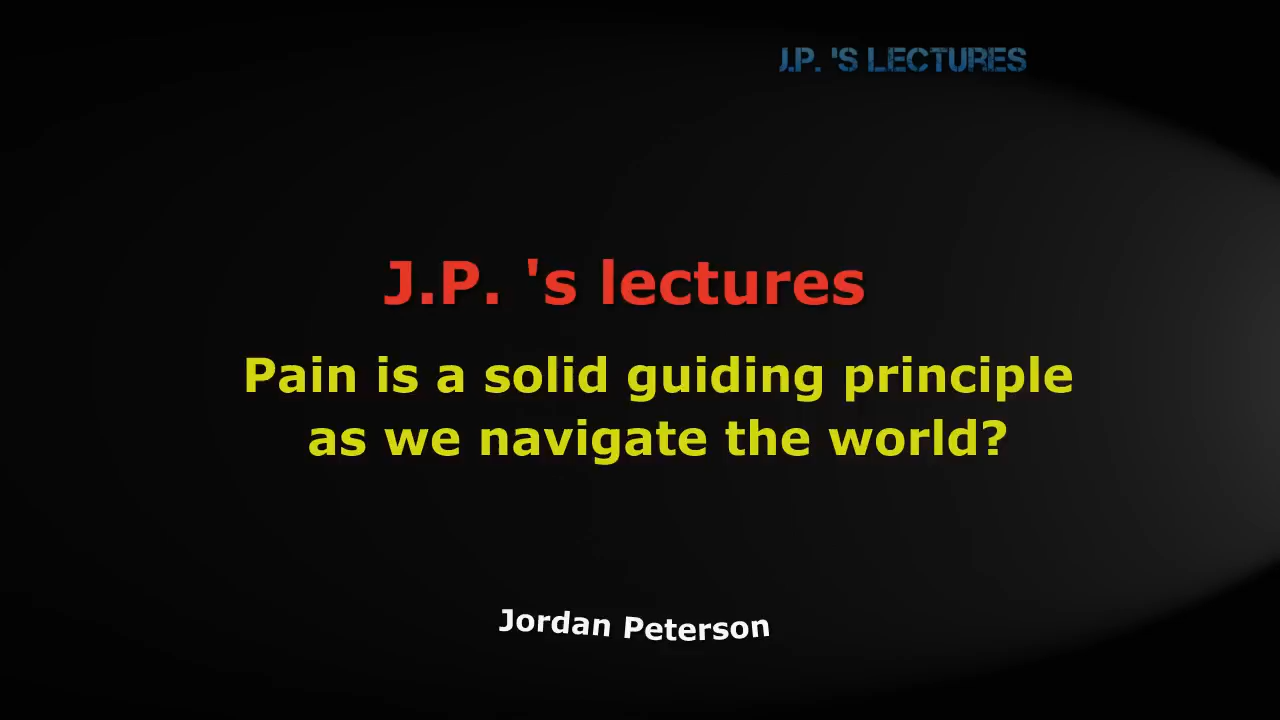 J.P. 'S LECTURES
J.P. 's lectures
Pain is a solid guiding principle
as we navigate the world?
Jordan Peterson